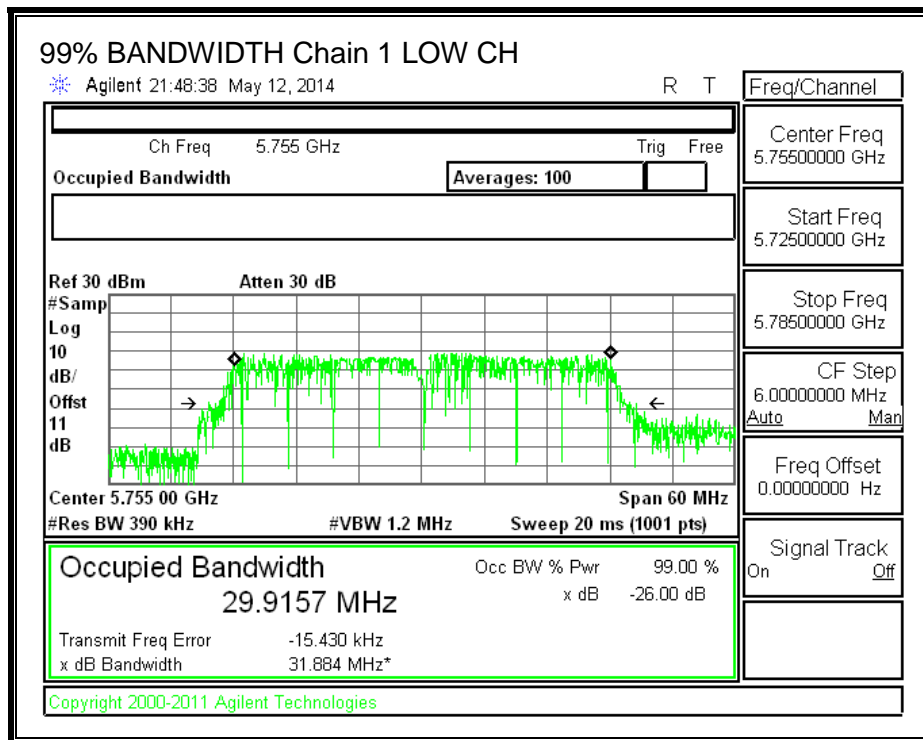 99% BANDWIDTH Chain 1 LOW CH
Agilent 21:48:38 May 12, 2014 R T
Freq/Channel
Ch Freq 5.755 GHz Trig Free
Occupied Bandwidth Averages: 100
Center Freq
5.75500000 GHz
Start Freq
5.72500000 GHz
Stop Freq
5.78500000 GHz
CF Step
6.00000000 MHz
Auto Man
Freq Offset
0.00000000 Hz
Signal Track
On Off
Ref 30 dBm Atten 30 dB
#Samp
Log
10
dB/
Offst
11
dB
Center 5.755 00 GHz Span 60 MHz
#Res BW 390 kHz #VBW 1.2 MHz Sweep 20 ms (1001 pts)
Occupied Bandwidth Occ BW % Pwr 99.00 %
29.9157 MHz x dB -26.00 dB
Transmit Freq Error -15.430 kHz
x dB Bandwidth 31.884 MHz*
Copyright 2000-2011 Agilent Technologies